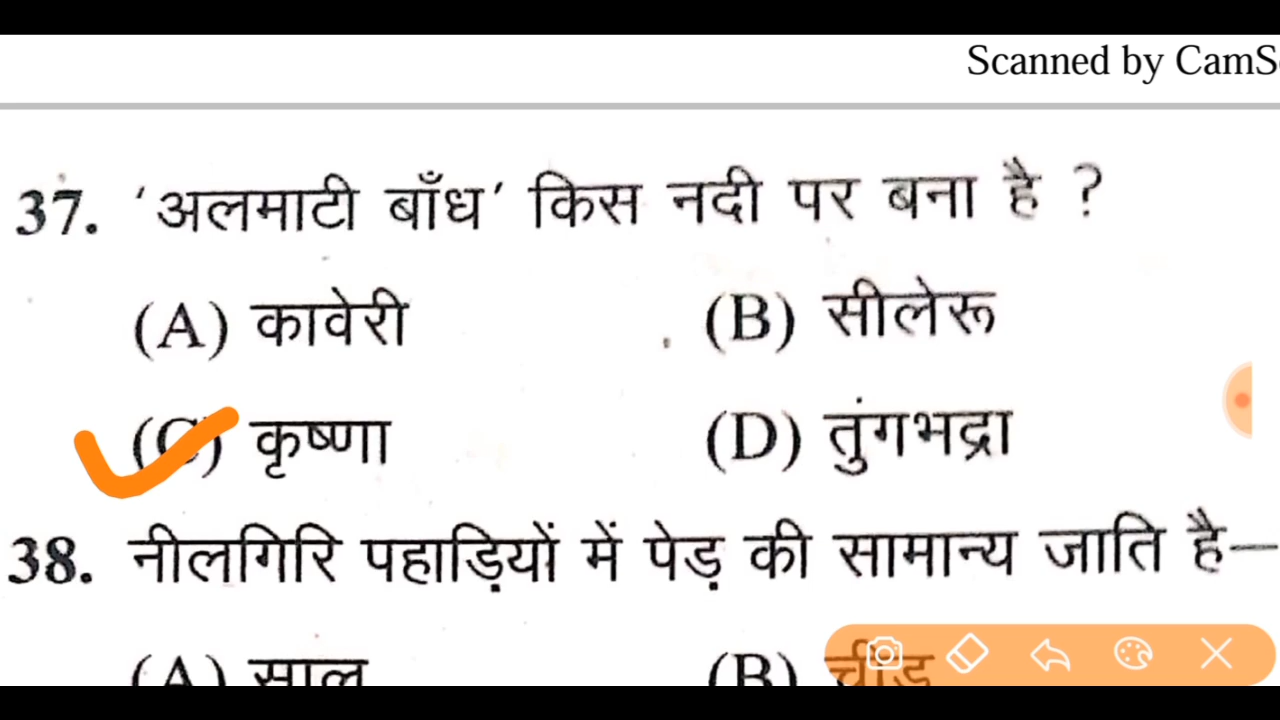 Scanned by CamS
37. ‘अलमाटी बाँध’ किस नदी पर बना है ?
(A) कावेरी (B) सीलेरू
(C) कृष्णा (D) तुंगभद्रा
38. नीलगिरि पहाड़ियों में पेड़ की सामान्य जाति है—
(A) साल (B) चीड़